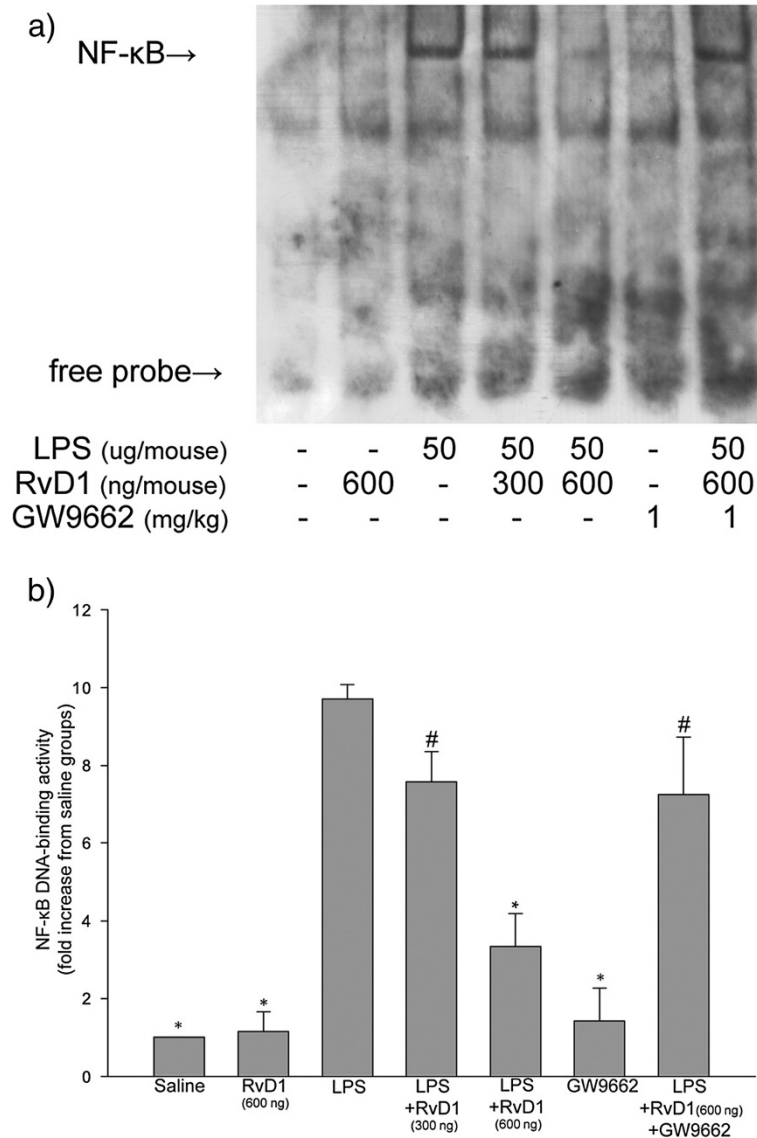 a)
NF-κB→
free probe→
LPS (ug/mouse) - - 50 50 50 - 50
RvD1 (ng/mouse) - 600 - 300 600 - 600
GW9662 (mg/kg) - - - - - 1 1
b)
NF-κB DNA-binding activity
(fold increase from saline groups)
12
10
8
6
4
2
0
*
*
#
*
*
#
Saline
RvD1
(600 ng)
LPS
LPS
+RvD1
(300 ng)
LPS
+RvD1
(600 ng)
GW9662
LPS
+RvD1(600 ng)
+GW9662